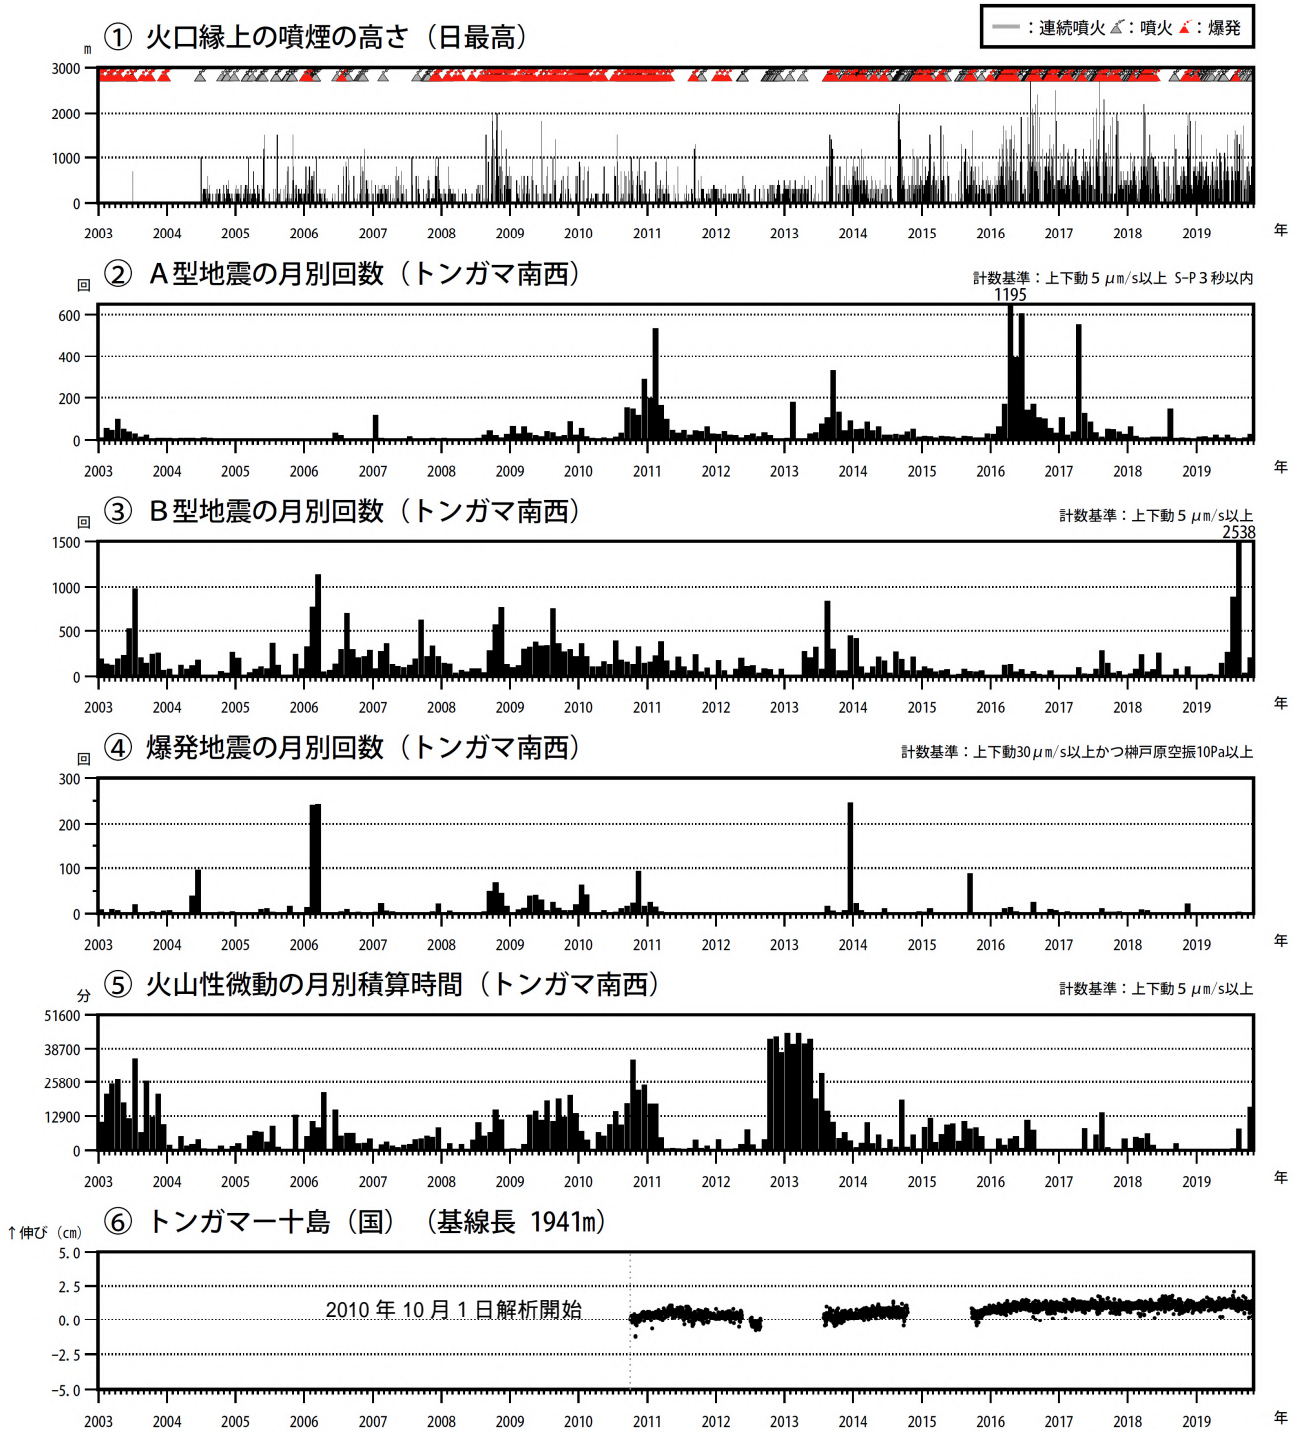 ：連続噴火 ：噴火 ：爆発
① 火口縁上の噴煙の高さ（日最高）
m
3000
2000
1000
0
2003 2004 2005 2006 2007 2008 2009 2010 2011 2012 2013 2014 2015 2016 2017 2018 2019 年
② Ａ型地震の月別回数（トンガマ南西）
計数基準：上下動５μm/s以上 S-P３秒以内
回
1195
600
400
200
0
2003 2004 2005 2006 2007 2008 2009 2010 2011 2012 2013 2014 2015 2016 2017 2018 2019 年
③ Ｂ型地震の月別回数（トンガマ南西）
計数基準：上下動５μm/s以上
回
2538
1500
1000
500
0
2003 2004 2005 2006 2007 2008 2009 2010 2011 2012 2013 2014 2015 2016 2017 2018 2019 年
④ 爆発地震の月別回数（トンガマ南西）
計数基準：上下動30μm/s以上かつ榊戸原空振10Pa以上
回
300
200
100
0
2003 2004 2005 2006 2007 2008 2009 2010 2011 2012 2013 2014 2015 2016 2017 2018 2019 年
⑤ 火山性微動の月別積算時間（トンガマ南西）
計数基準：上下動５μm/s以上
分
51600
38700
25800
12900
0
2003 2004 2005 2006 2007 2008 2009 2010 2011 2012 2013 2014 2015 2016 2017 2018 2019 年
⑥ トンガマー十島（国）（基線長 1941m）
↑伸び（㎝）
5.0
2.5
0.0
-2.5
-5.0
2010 年 10 月 1 日解析開始
2003 2004 2005 2006 2007 2008 2009 2010 2011 2012 2013 2014 2015 2016 2017 2018 2019 年